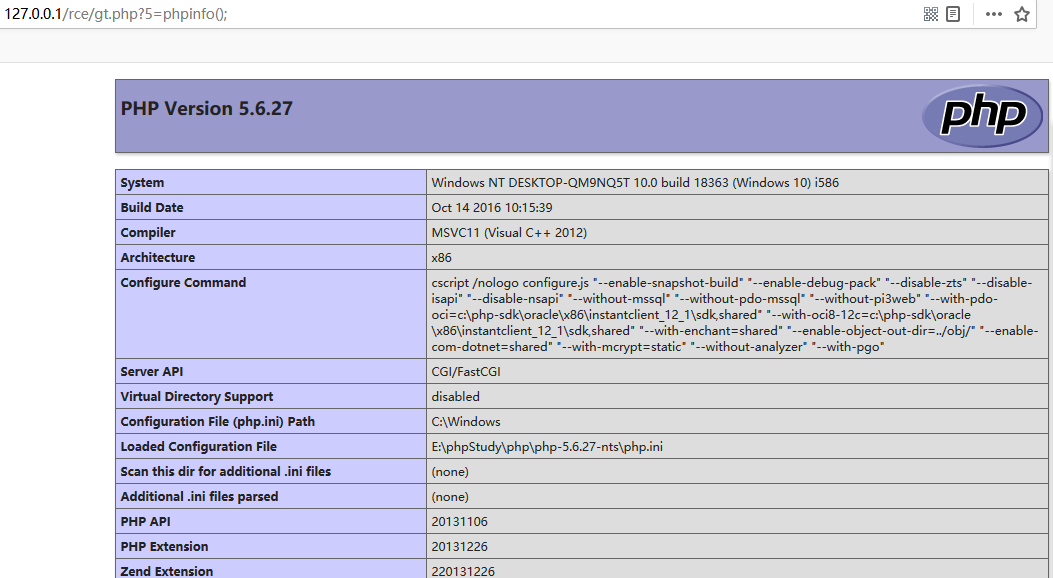 127.0.0.1/rce/gt.php?5=phpinfo();
PHP Version 5.6.27
php
System Windows NT DESKTOP-QM9NQ5T 10.0 build 18363 (Windows 10) i586
Build Date Oct 14 2016 10:15:39
Compiler MSVC11 (Visual C++ 2012)
Architecture x86
Configure Command cscript /nologo configure.js "--enable-snapshot-build" "--enable-debug-pack" "--disable-zts" "--disable-
isapi" "--disable-nsapi" "--without-mssql" "--without-pdo-mssql" "--without-pi3web" "--with-pdo-
oci=c:\php-sdk\oracle\x86\instantclient_12_1\sdk,shared" "--with-oci8-12c=c:\php-sdk\oracle
\x86\instantclient_12_1\sdk,shared" "--with-enchant=shared" "--enable-object-out-dir=../obj/" "--enable-
com-dotnet=shared" "--with-mcrypt=static" "--without-analyzer" "--with-pgo"
Server API CGI/FastCGI
Virtual Directory Support disabled
Configuration File (php.ini) Path C:\Windows
Loaded Configuration File E:\phpStudy\php\php-5.6.27-nts\php.ini
Scan this dir for additional .ini files (none)
Additional .ini files parsed (none)
PHP API 20131106
PHP Extension 20131226
Zend Extension 220131226